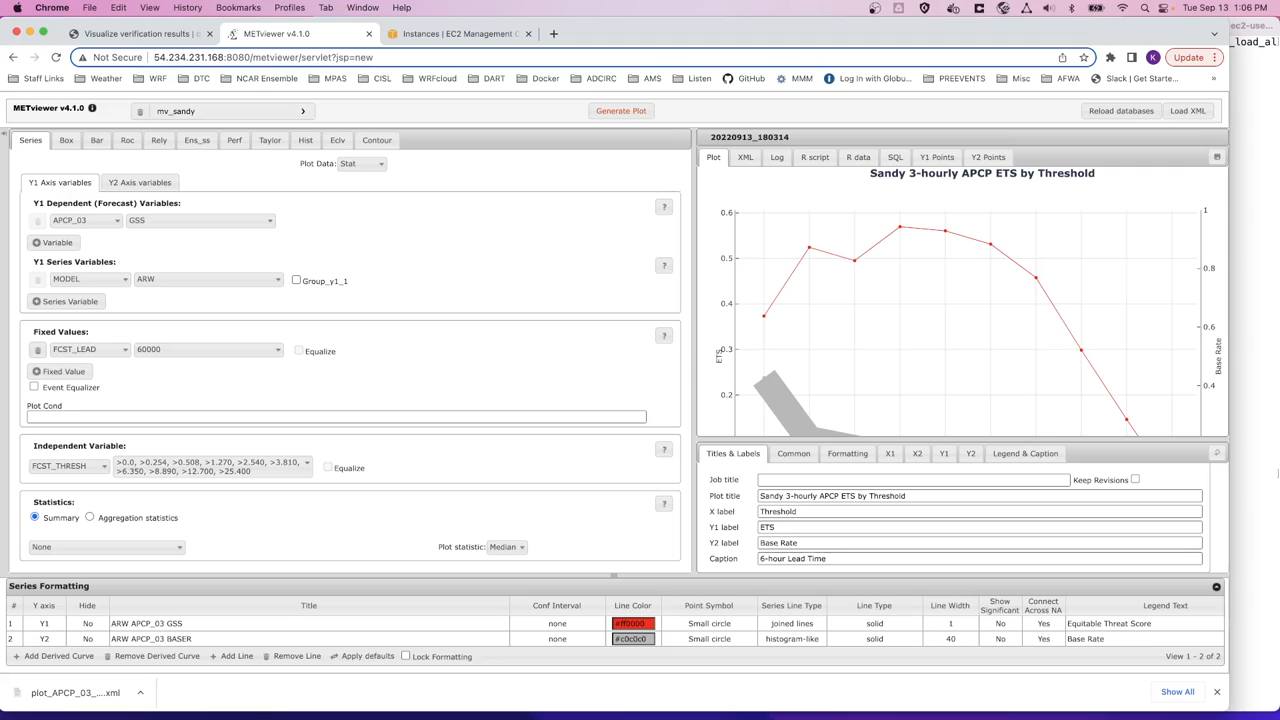 Chrome File Edit View History Bookmarks Profiles Tab Window Help Tue Sep 13 1:06 PM
Visualize verification results | p METviewer v4.1.0 Instances | EC2 Management C
ec2-use
_load_al
Not Secure 54.234.231.168:8080/metviewer/servlet?jsp=new K Update
Staff Links Weather WRF DTC NCAR Ensemble MPAS CISL WRFcloud DART Docker ADCIRC AMS Listen GitHub MMM Log In with Globu... PREEVENTS Misc AFWA Slack | Get Starte...
METviewer v4.1.0 mv_sandy Generate Plot Reload databases Load XML
Series Box Bar Roc Rely Ens_ss Perf Taylor Hist Eclv Contour
Plot Data: Stat
Y1 Axis variables Y2 Axis variables
Y1 Dependent (Forecast) Variables: ?
APCP_03 GSS
Variable
Y1 Series Variables: ?
MODEL ARW Group_y1_1
Series Variable
Fixed Values: ?
FCST_LEAD 60000 Equalize
Fixed Value
Event Equalizer
Plot Cond
Independent Variable: ?
FCST_THRESH >0.0, >0.254, >0.508, >1.270, >2.540, >3.810,
>6.350, >8.890, >12.700, >25.400 Equalize
Statistics: ?
Summary Aggregation statistics
None Plot statistic: Median
20220913_180314
Plot XML Log R script R data SQL Y1 Points Y2 Points
Sandy 3-hourly APCP ETS by Threshold
0.6
0.5
0.4
0.3
0.2
ETS
1
0.8
0.6
0.4
Base Rate
Titles & Labels Common Formatting X1 X2 Y1 Y2 Legend & Caption
Job title Keep Revisions
Plot title Sandy 3-hourly APCP ETS by Threshold
X label Threshold
Y1 label ETS
Y2 label Base Rate
Caption 6-hour Lead Time
Series Formatting
# Y axis Hide Title Conf Interval Line Color Point Symbol Series Line Type Line Type Line Width Show Significant Connect Across NA Legend Text
1 Y1 No ARW APCP_03 GSS none #ff0000 Small circle joined lines solid 1 No Yes Equitable Threat Score
2 Y2 No ARW APCP_03 BASER none #c0c0c0 Small circle histogram-like solid 40 No Yes Base Rate
Add Derived Curve Remove Derived Curve Add Line Remove Line Apply defaults Lock Formatting View 1 - 2 of 2
plot_APCP_03_....xml Show All